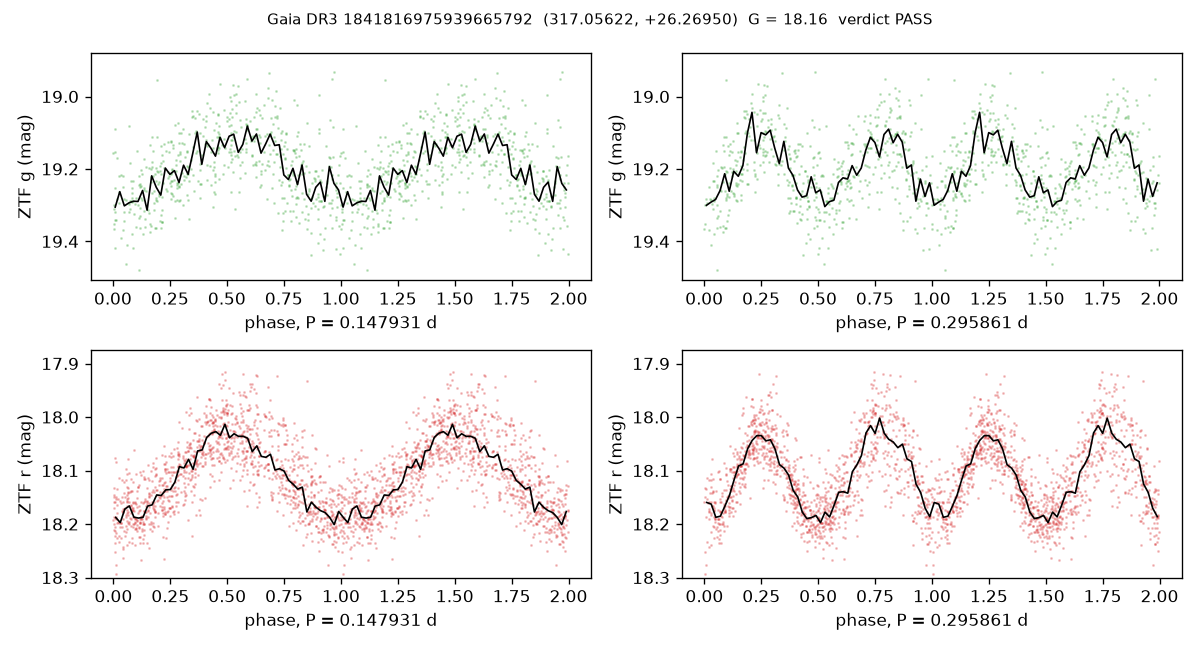 Gaia DR3 1841816975939665792 (317.05622, +26.26950) G = 18.16 verdict PASS
ZTF g (mag)
19.0
19.2
19.4
0.00 0.25 0.50 0.75 1.00 1.25 1.50 1.75 2.00
phase, P = 0.147931 d
ZTF g (mag)
19.0
19.2
19.4
0.00 0.25 0.50 0.75 1.00 1.25 1.50 1.75 2.00
phase, P = 0.295861 d
ZTF r (mag)
17.9
18.0
18.1
18.2
18.3
0.00 0.25 0.50 0.75 1.00 1.25 1.50 1.75 2.00
phase, P = 0.147931 d
ZTF r (mag)
17.9
18.0
18.1
18.2
18.3
0.00 0.25 0.50 0.75 1.00 1.25 1.50 1.75 2.00
phase, P = 0.295861 d